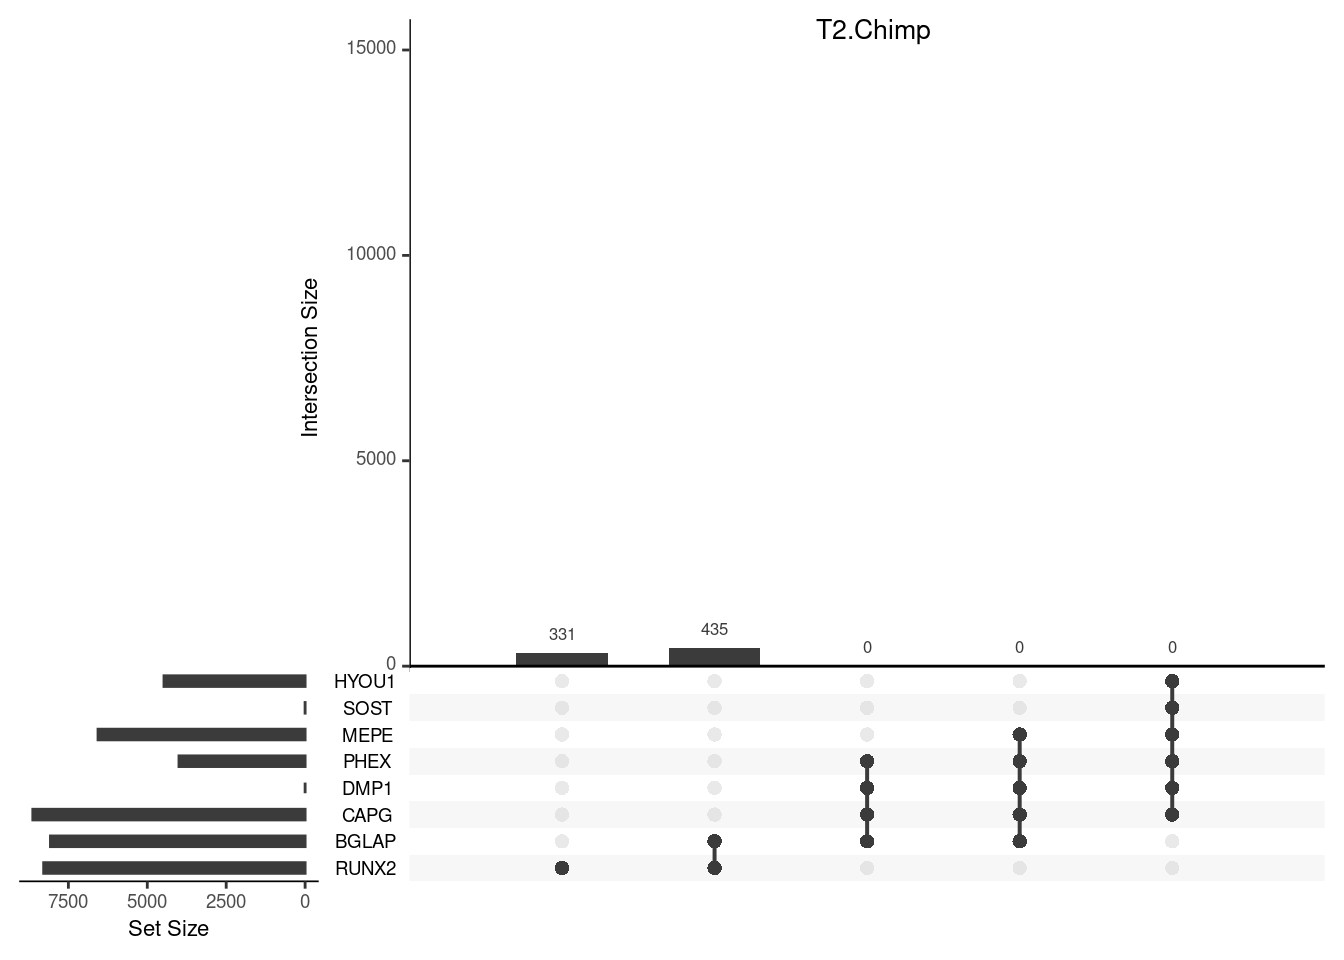 T2.Chimp
15000
10000
5000
0
Intersection Size
331
435
0
0
0
HYOU1
SOST
MEPE
PHEX
DMP1
CAPG
BGLAP
RUNX2
7500 5000 2500 0
Set Size